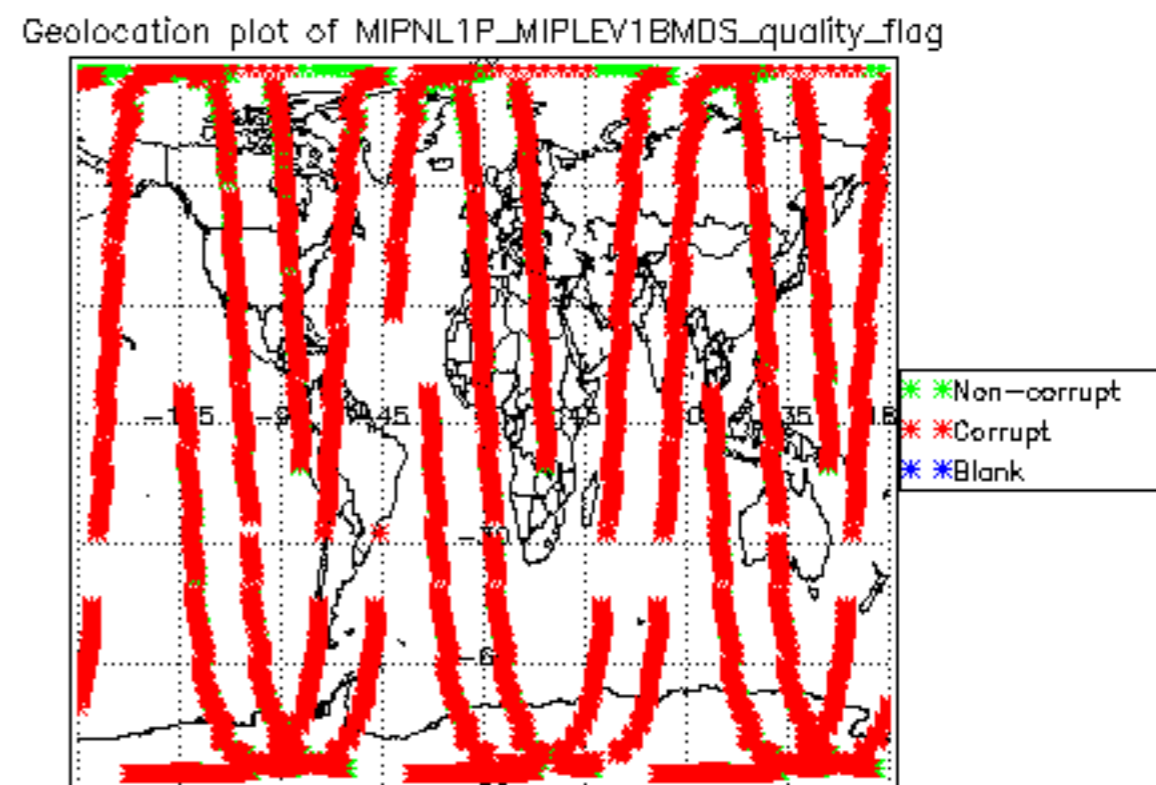 Geolocation plot of MIPNL1P_MIPLEV1BMDS_quality_flag
Non-corrupt
Corrupt
Blank